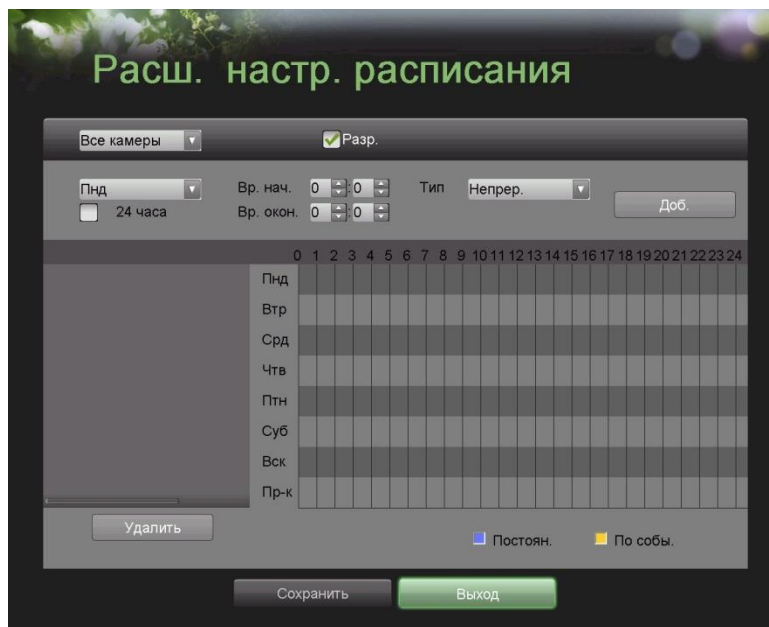 Расш. настр. расписания
Все камеры Разр.
Пнд Вр. нач. 0 : 0 Тип Непрер. Доб.
24 часа Вр. окон. 0 : 0
0 1 2 3 4 5 6 7 8 9 10 11 12 13 14 15 16 17 18 19 20 21 22 23 24
Пнд
Втр
Срд
Чтв
Птн
Суб
Вск
Пр-к
Удалить Постоян. По собы.
Сохранить Выход